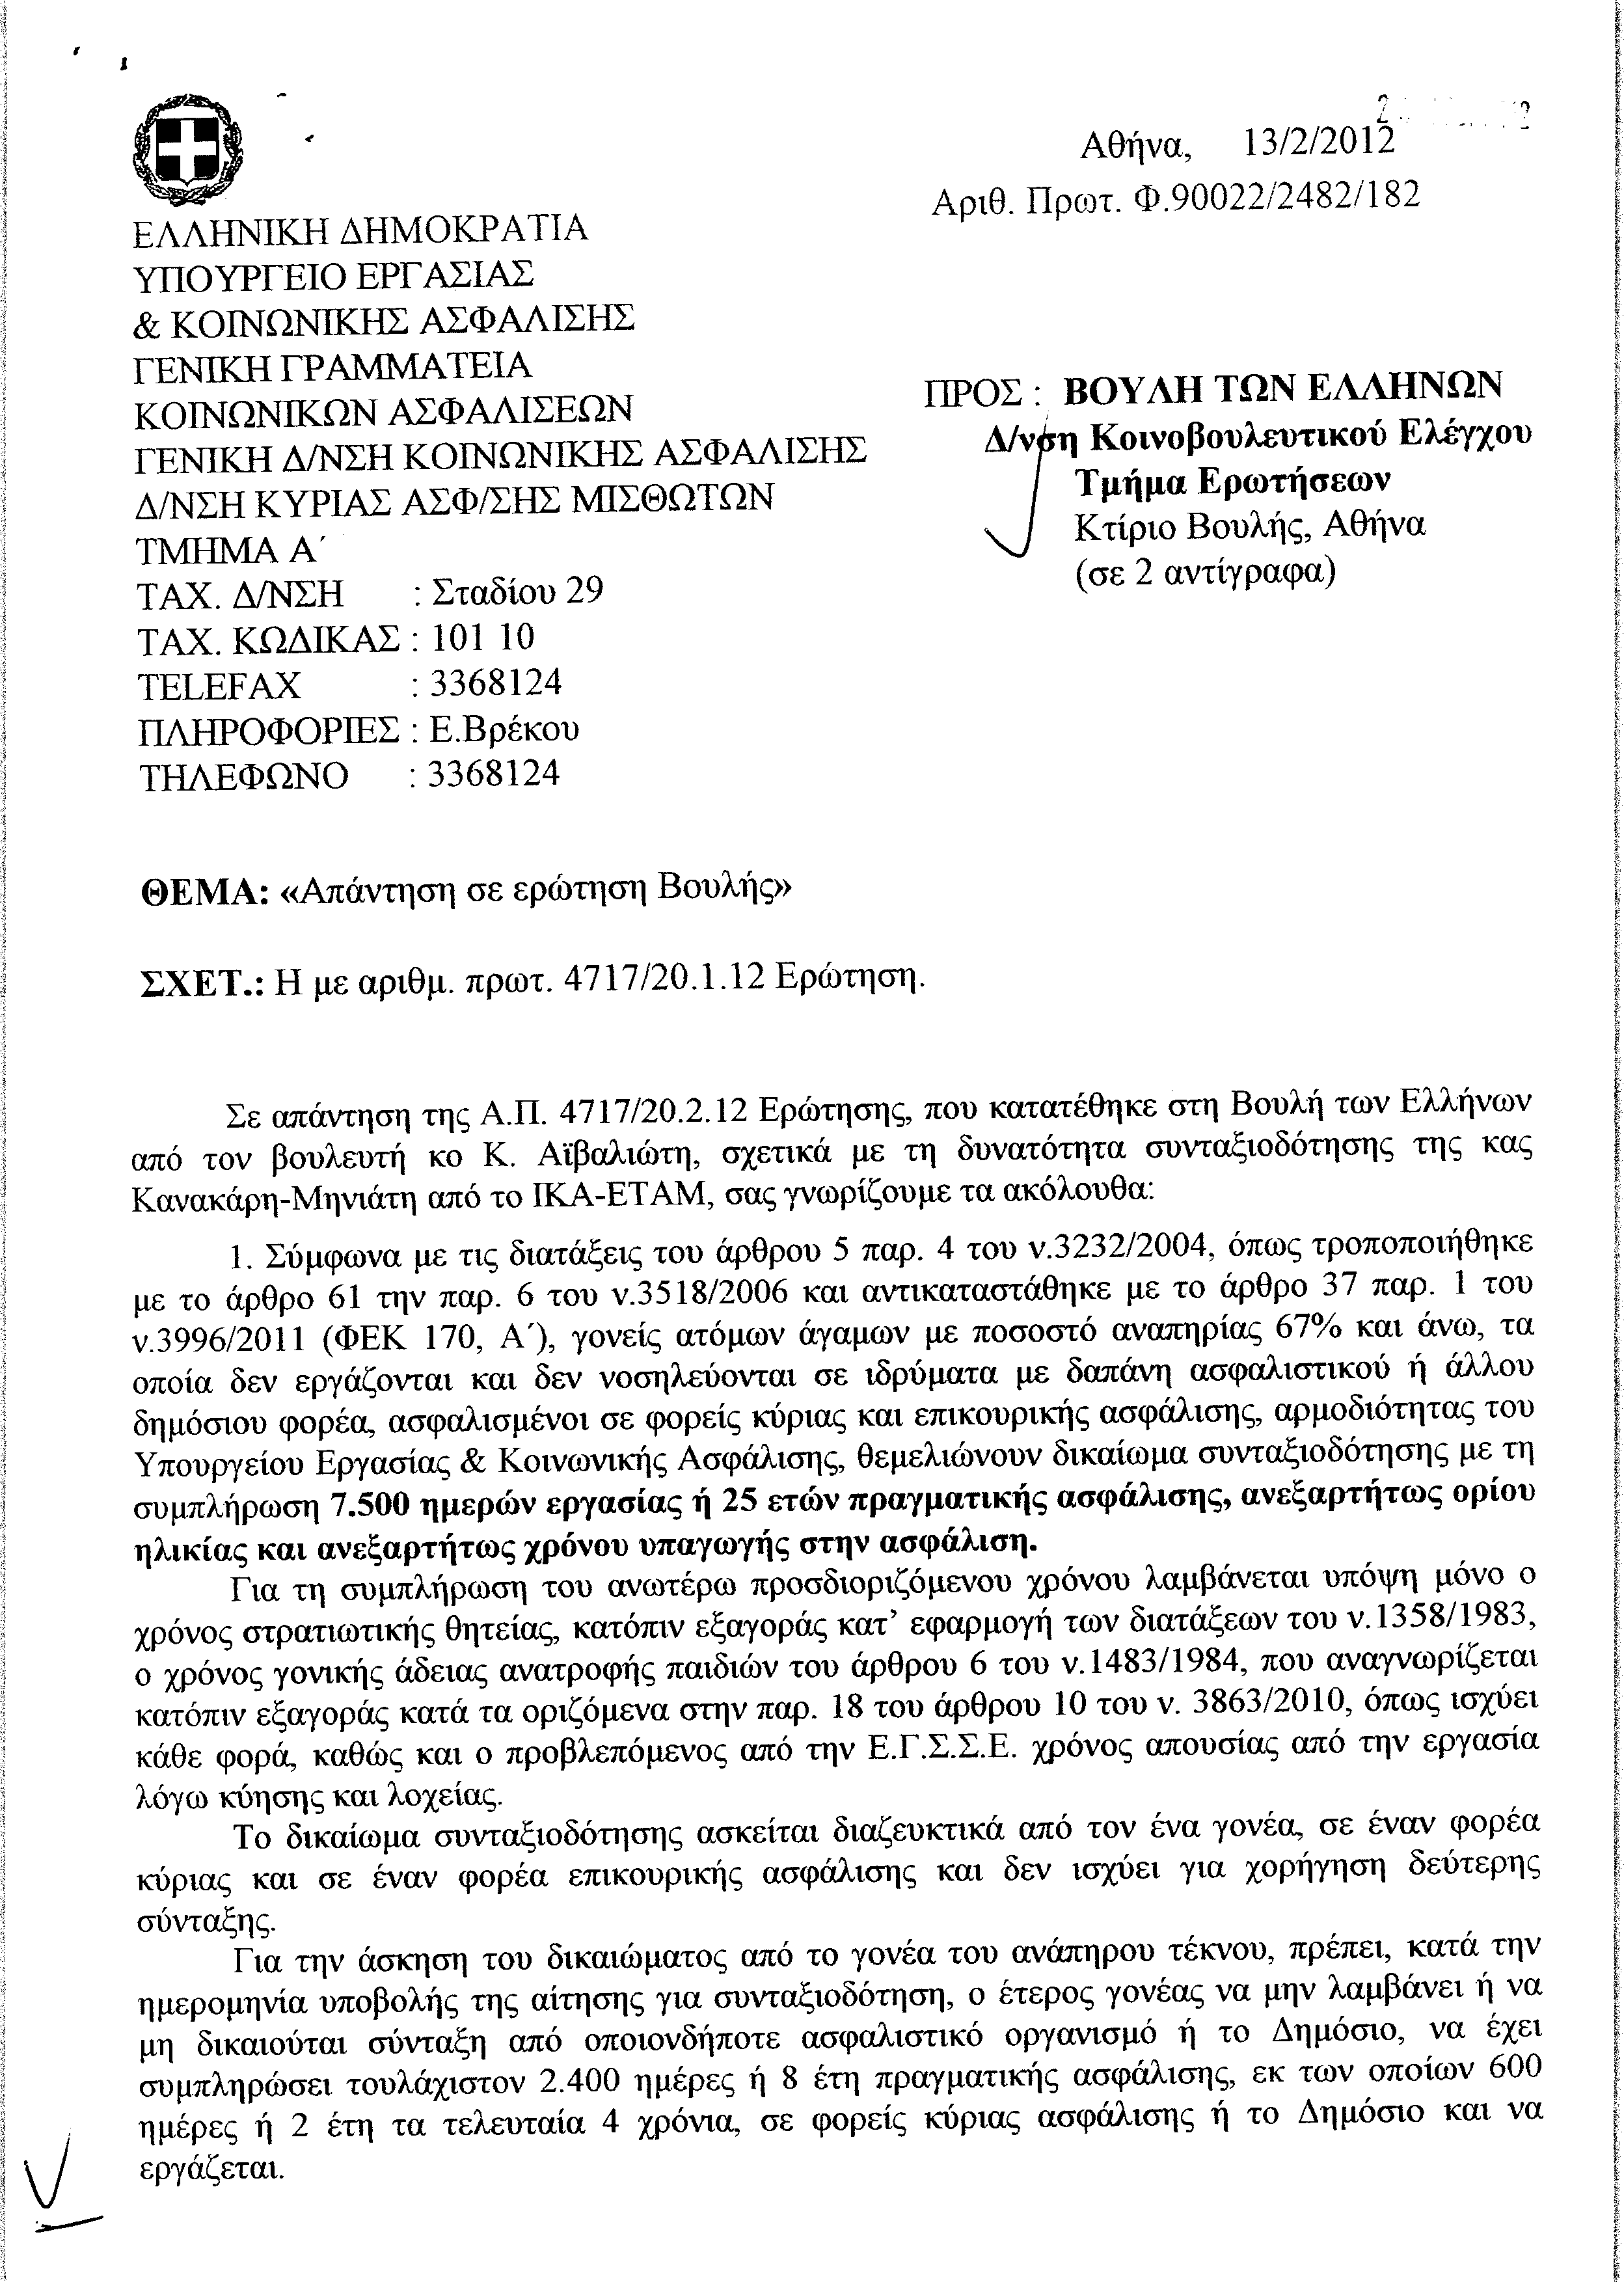 Αθήνα, 13/2/2012
Αριθ. Πρωτ. Φ.90022/2482/182
ΕΛΛΗΝΙΚΗ ΔΗΜΟΚΡΑΤΙΑ
ΥΠΟΥΡΓΕΙΟ ΕΡΓΑΣΙΑΣ
& ΚΟΙΝΩΝΙΚΗΣ ΑΣΦΑΛΙΣΗΣ
ΓΕΝΙΚΗ ΓΡΑΜΜΑΤΕΙΑ
ΚΟΙΝΩΝΙΚΩΝ ΑΣΦΑΛΙΣΕΩΝ
ΓΕΝΙΚΗ Δ/ΝΣΗ ΚΟΙΝΩΝΙΚΗΣ ΑΣΦΑΛΙΣΗΣ
Δ/ΝΣΗ ΚΥΡΙΑΣ ΑΣΦ/ΣΗΣ ΜΙΣΘΩΤΩΝ
ΤΜΗΜΑ Α΄
ΤΑΧ. Δ/ΝΣΗ : Σταδίου 29
ΤΑΧ. ΚΩΔΙΚΑΣ : 101 10
TELEFAX : 3368124
ΠΛΗΡΟΦΟΡΙΕΣ : Ε.Βρέκου
ΤΗΛΕΦΩΝΟ : 3368124
ΠΡΟΣ : ΒΟΥΛΗ ΤΩΝ ΕΛΛΗΝΩΝ
Δ/νση Κοινοβουλευτικού Ελέγχου
Τμήμα Ερωτήσεων
Κτίριο Βουλής, Αθήνα
(σε 2 αντίγραφα)
ΘΕΜΑ: «Απάντηση σε ερώτηση Βουλής»
ΣΧΕΤ.: Η με αριθμ. πρωτ. 4717/20.1.12 Ερώτηση.
Σε απάντηση της Α.Π. 4717/20.2.12 Ερώτησης, που κατατέθηκε στη Βουλή των Ελλήνων
από τον βουλευτή κο Κ. Αϊβαλιώτη, σχετικά με τη δυνατότητα συνταξιοδότησης της κας
Κανακάρη-Μηνιάτη από το ΙΚΑ-ΕΤΑΜ, σας γνωρίζουμε τα ακόλουθα:
1. Σύμφωνα με τις διατάξεις του άρθρου 5 παρ. 4 του ν.3232/2004, όπως τροποποιήθηκε
με το άρθρο 61 την παρ. 6 του ν.3518/2006 και αντικαταστάθηκε με το άρθρο 37 παρ. 1 του
ν.3996/2011 (ΦΕΚ 170, Α΄), γονείς ατόμων άγαμων με ποσοστό αναπηρίας 67% και άνω, τα
οποία δεν εργάζονται και δεν νοσηλεύονται σε ιδρύματα με δαπάνη ασφαλιστικού ή άλλου
δημόσιου φορέα, ασφαλισμένοι σε φορείς κύριας και επικουρικής ασφάλισης, αρμοδιότητας του
Υπουργείου Εργασίας & Κοινωνικής Ασφάλισης, θεμελιώνουν δικαίωμα συνταξιοδότησης με τη
συμπλήρωση 7.500 ημερών εργασίας ή 25 ετών πραγματικής ασφάλισης, ανεξαρτήτως ορίου
ηλικίας και ανεξαρτήτως χρόνου υπαγωγής στην ασφάλιση.
Για τη συμπλήρωση του ανωτέρω προσδιοριζόμενου χρόνου λαμβάνεται υπόψη μόνο ο
χρόνος στρατιωτικής θητείας, κατόπιν εξαγοράς κατ’ εφαρμογή των διατάξεων του ν.1358/1983,
ο χρόνος γονικής άδειας ανατροφής παιδιών του άρθρου 6 του ν.1483/1984, που αναγνωρίζεται
κατόπιν εξαγοράς κατά τα οριζόμενα στην παρ. 18 του άρθρου 10 του ν. 3863/2010, όπως ισχύει
κάθε φορά, καθώς και ο προβλεπόμενος από την Ε.Γ.Σ.Σ.Ε. χρόνος απουσίας από την εργασία
λόγω κύησης και λοχείας.
Το δικαίωμα συνταξιοδότησης ασκείται διαζευκτικά από τον ένα γονέα, σε έναν φορέα
κύριας και σε έναν φορέα επικουρικής ασφάλισης και δεν ισχύει για χορήγηση δεύτερης
σύνταξης.
Για την άσκηση του δικαιώματος από το γονέα του ανάπηρου τέκνου, πρέπει, κατά την
ημερομηνία υποβολής της αίτησης για συνταξιοδότηση, ο έτερος γονέας να μην λαμβάνει ή να
μη δικαιούται σύνταξη από οποιονδήποτε ασφαλιστικό οργανισμό ή το Δημόσιο, να έχει
συμπληρώσει τουλάχιστον 2.400 ημέρες ή 8 έτη πραγματικής ασφάλισης, εκ των οποίων 600
ημέρες ή 2 έτη τα τελευταία 4 χρόνια, σε φορείς κύριας ασφάλισης ή το Δημόσιο και να
εργάζεται.